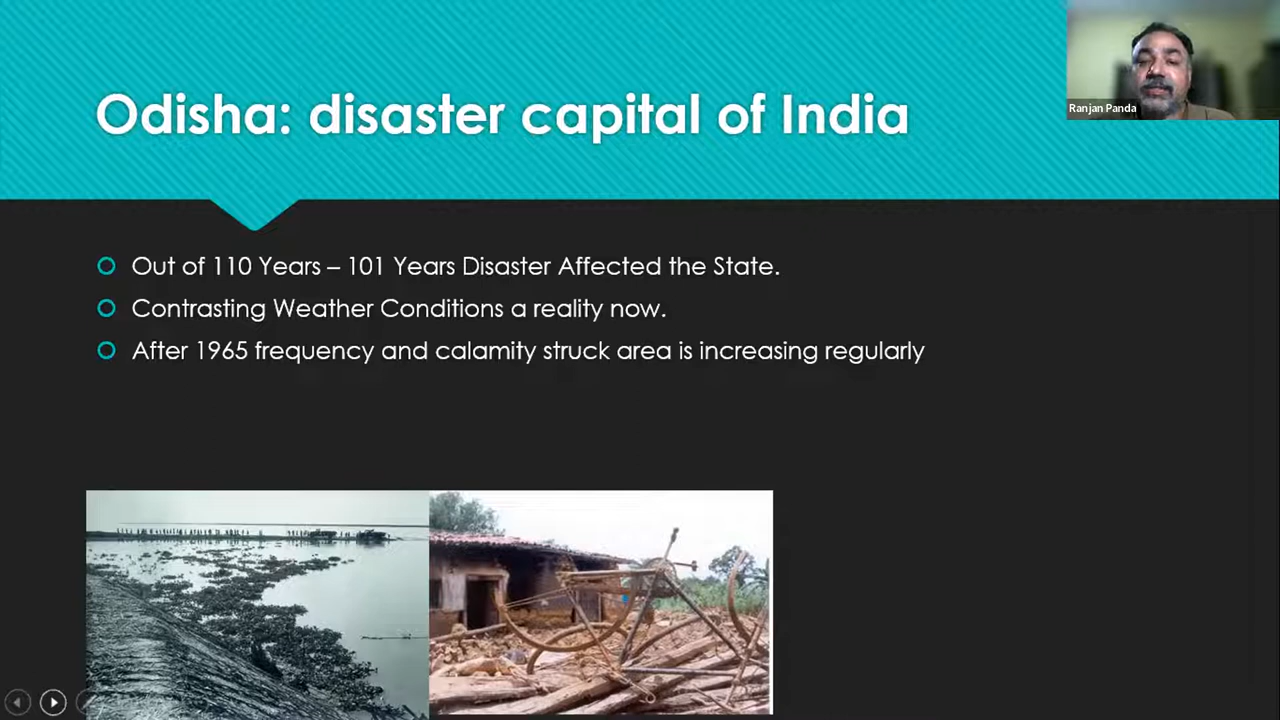 Odisha: disaster capital of India
Ranjan Panda
Out of 110 Years – 101 Years Disaster Affected the State.
Contrasting Weather Conditions a reality now.
After 1965 frequency and calamity struck area is increasing regularly